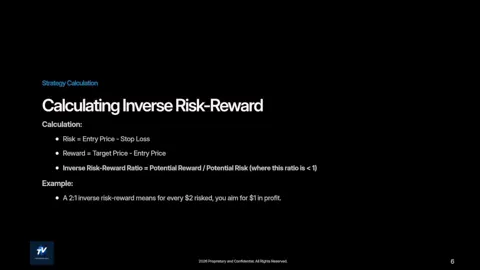 Strategy Calculation
Calculating Inverse Risk-Reward
Calculation:
● Risk = Entry Price - Stop Loss
● Reward = Target Price - Entry Price
● Inverse Risk-Reward Ratio = Potential Reward / Potential Risk (where this ratio is < 1)
Example:
● A 2:1 inverse risk-reward means for every $2 risked, you aim for $1 in profit.
TV
2026 Proprietary and Confidential. All Rights Reserved.
6